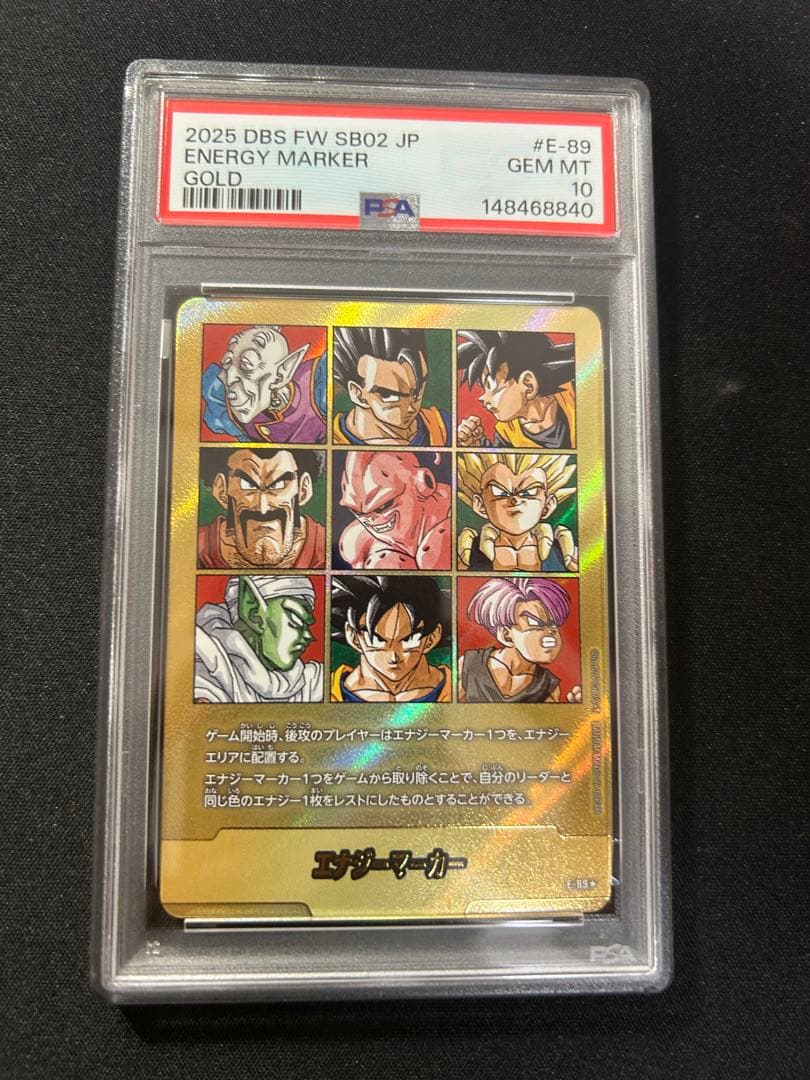 2025 DBS FW SB02 JP
#E-89
ENERGY MARKER
GEM MT
GOLD
10
PSA
148468840
ゲーム開始時、後攻のプレイヤーはエナジーマーカー1つを、エナジー
エリアに配置する。
エナジーマーカー1つをゲームから取り除くことで、自分のリーダーと
同じ色のエナジー1枚をレストにしたものとすることができる。
エナジーマーカー
E-89★
PSA